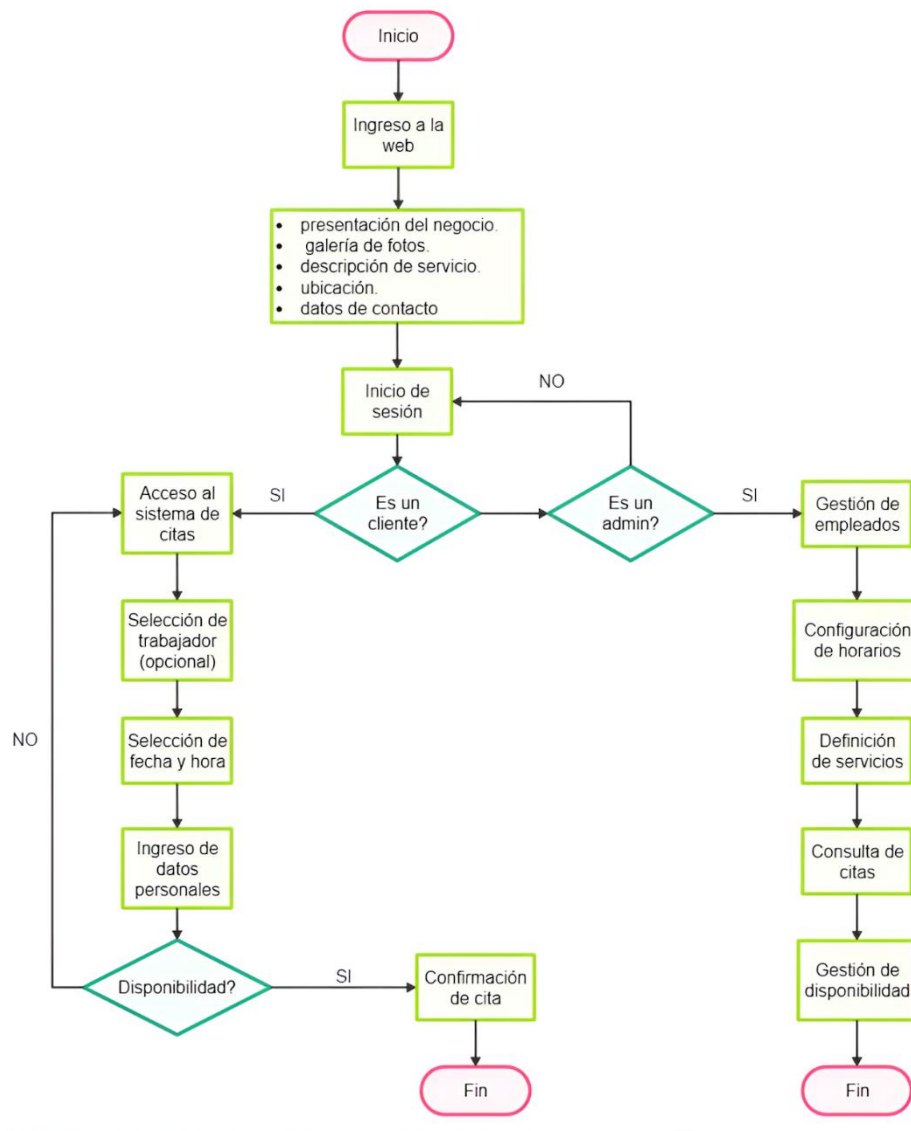 Inicio
Ingreso a la
web
• presentación del negocio.
• galería de fotos.
• descripción de servicio.
• ubicación.
• datos de contacto
Inicio de
sesión
NO
Es un
cliente?
SI
Es un
admin?
SI
Acceso al
sistema de
citas
Gestión de
empleados
Selección de
trabajador
(opcional)
Configuración
de horarios
NO
Selección de
fecha y hora
Definición
de servicios
Ingreso de
datos
personales
Consulta de
citas
Disponibilidad?
SI
Confirmación
de cita
Gestión de
disponibilidad
Fin
Fin